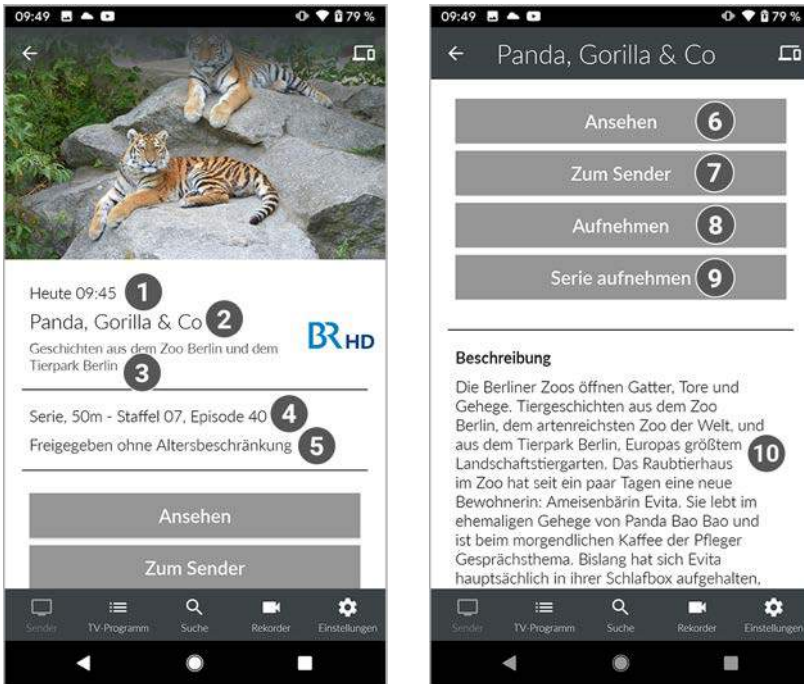 09:49
79 %
Heute 09:45 1
Panda, Gorilla & Co 2
BR HD
Geschichten aus dem Zoo Berlin und dem
Tierpark Berlin 3
Serie, 50m - Staffel 07, Episode 40 4
Freigegeben ohne Altersbeschränkung 5
Ansehen
Zum Sender
Sender TV-Programm Suche Rekorder Einstellungen
09:49
79 %
Panda, Gorilla & Co
Ansehen 6
Zum Sender 7
Aufnehmen 8
Serie aufnehmen 9
Beschreibung
Die Berliner Zoos öffnen Gatter, Tore und
Gehege. Tiergeschichten aus dem Zoo
Berlin, dem artenreichsten Zoo der Welt, und
aus dem Tierpark Berlin, Europas größtem
Landschaftstiergarten. Das Raubtierhaus 10
im Zoo hat seit ein paar Tagen eine neue
Bewohnerin: Ameisenbärin Evita. Sie lebt im
ehemaligen Gehege von Panda Bao Bao und
ist beim morgendlichen Kaffee der Pfleger
Gesprächsthema. Bislang hat sich Evita
hauptsächlich in ihrer Schlafbox aufgehalten,
Sender TV-Programm Suche Rekorder Einstellungen